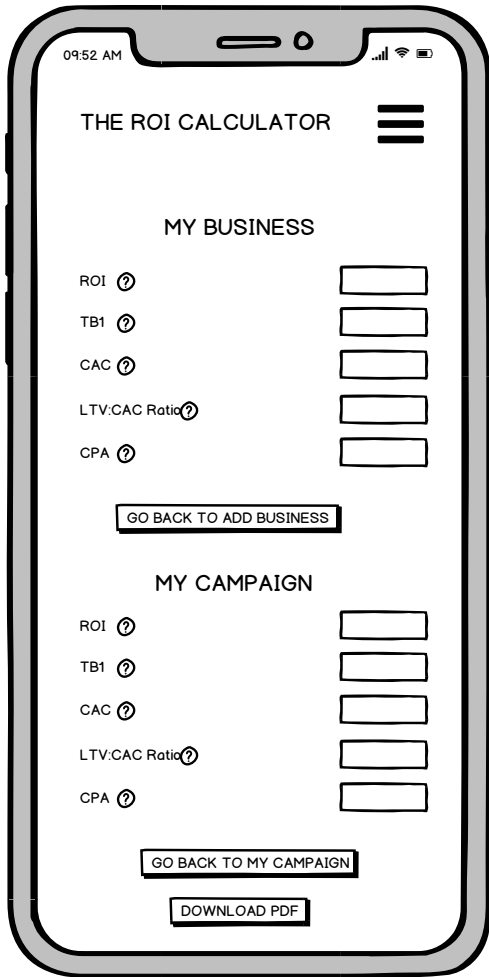 09:52 AM
THE ROI CALCULATOR
MY BUSINESS
ROI ?
TB1 ?
CAC ?
LTV:CAC Ratio ?
CPA ?
GO BACK TO ADD BUSINESS
MY CAMPAIGN
ROI ?
TB1 ?
CAC ?
LTV:CAC Ratio ?
CPA ?
GO BACK TO MY CAMPAIGN
DOWNLOAD PDF